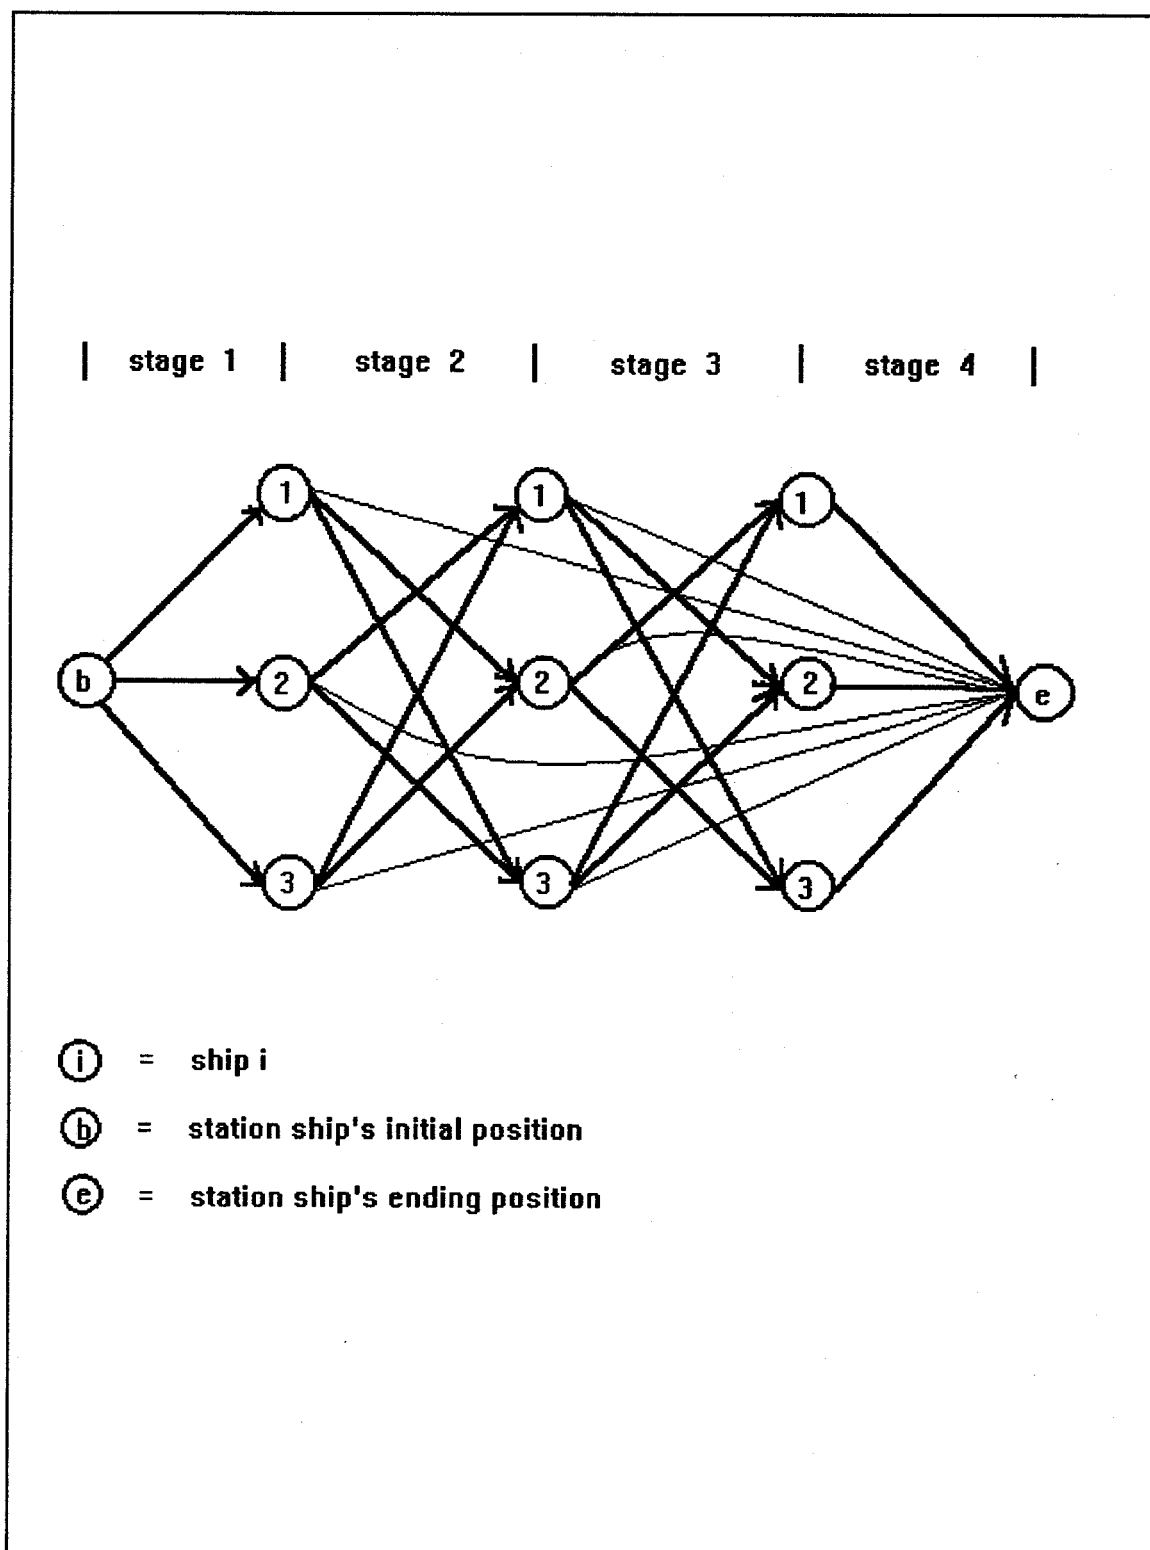 stage 1 stage 2 stage 3 stage 4
1 1 1
b 2 2 2 e
3 3 3
i = ship i
b = station ship's initial position
e = station ship's ending position